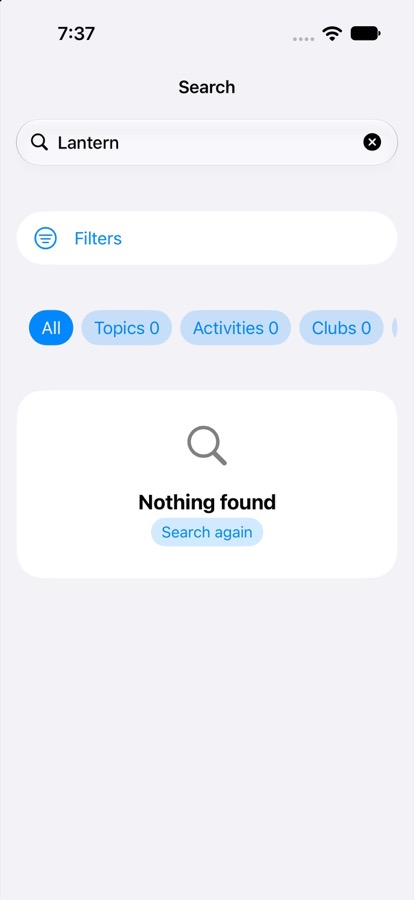 7:37
Search
Lantern
Filters
All Topics 0 Activities 0 Clubs 0
Nothing found
Search again